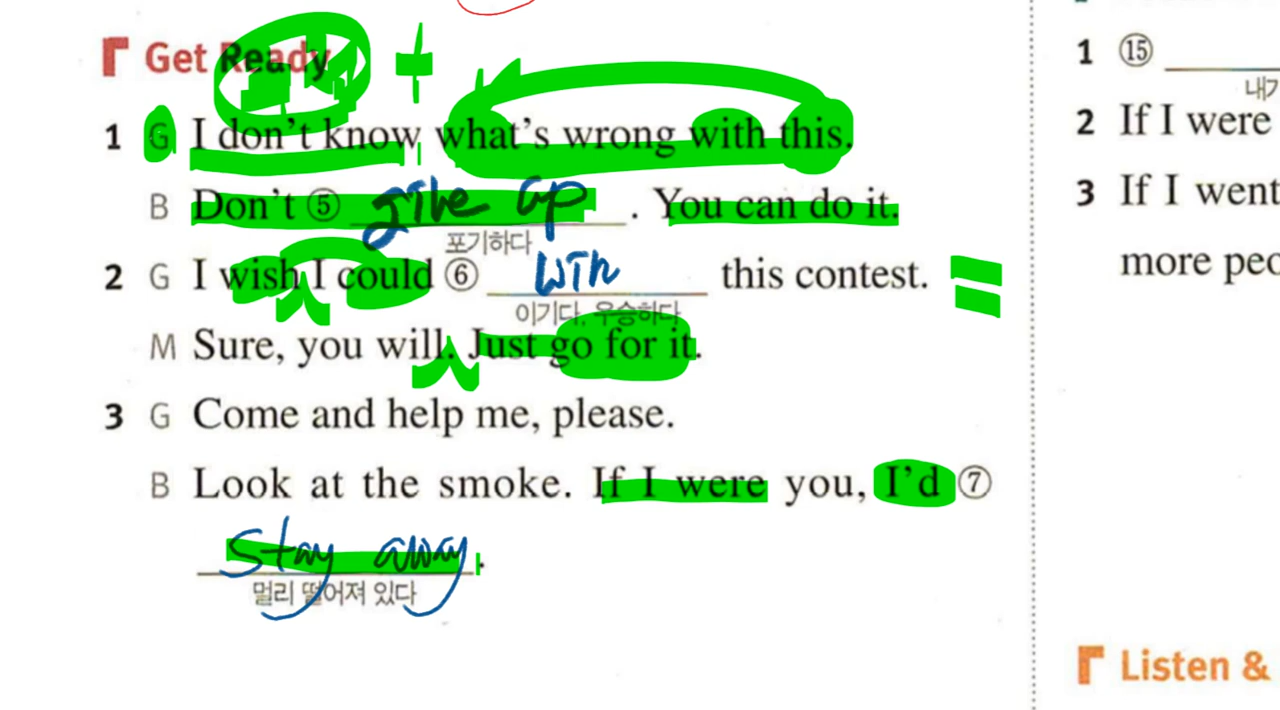 Get Ready
1 G I don't know what's wrong with this.
B Don't ⑤ give up . You can do it.
포기하다
2 G I wish I could ⑥ win this contest.
이기다, 우승하다
M Sure, you will. Just go for it.
3 G Come and help me, please.
B Look at the smoke. If I were you, I'd ⑦
stay away.
멀리 떨어져 있다
1 ⑮
내가
2 If I were
3 If I went
more peo
Listen &